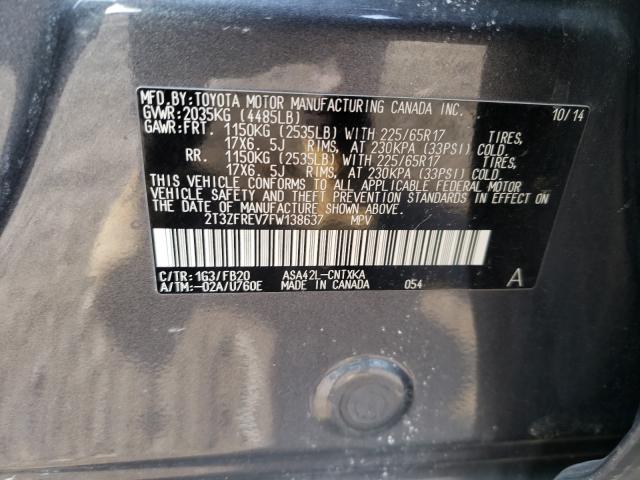 MFD.BY:TOYOTA MOTOR MANUFACTURING CANADA INC. 10/14
GVWR:2035KG (4485LB)
GAWR:FRT. 1150KG (2535LB) WITH 225/65R17 TIRES,
17X6. 5J RIMS, AT 230KPA (33PSI) COLD
RR. 1150KG (2535LB) WITH 225/65R17 TIRES,
17X6. 5J RIMS, AT 230KPA (33PSI) COLD.
THIS VEHICLE CONFORMS TO ALL APPLICABLE FEDERAL MOTOR
VEHICLE SAFETY AND THEFT PREVENTION STANDARDS IN EFFECT ON
THE DATE OF MANUFACTURE SHOWN ABOVE.
2T3ZFREV7FW138637 MPV
C/TR:1G3/FB20 ASA42L-CNTXKA
A/TM:-02A/U760E MADE IN CANADA 054 A